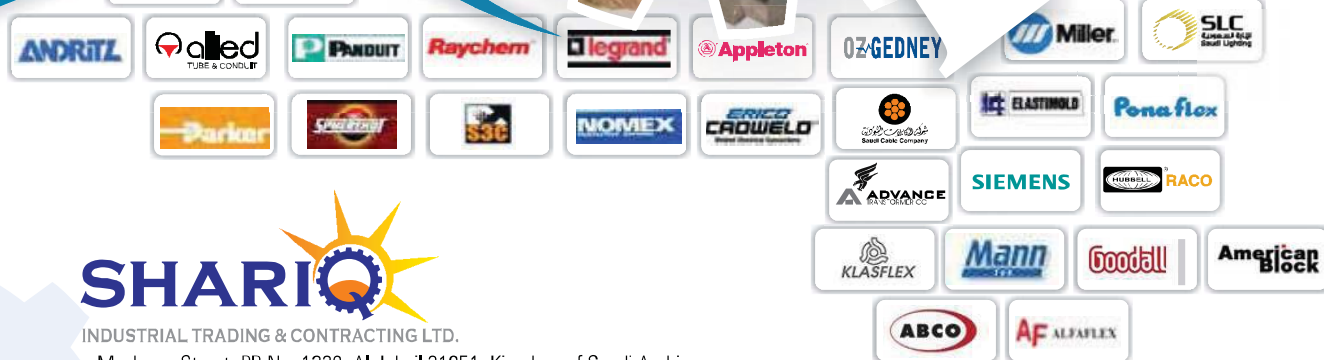 ANDRITZ
allied
TUBE & CONDUIT
PANDUIT
Raychem
legrand
Appleton
OZ GEDNEY
Miller
SLC
Saudi Lighting
Parker
S3C
NOMEX
ERICO
CADWELD
Saudi Cable Company
ELASTIMOLD
Ponaflex
ADVANCE
TRANSFORMER CO
SIEMENS
HUBBELL RACO
KLASFLEX
Mann
Goodall
American
Block
ABCO
AF ALFAFLEX
SHARIQ
INDUSTRIAL TRADING & CONTRACTING LTD.